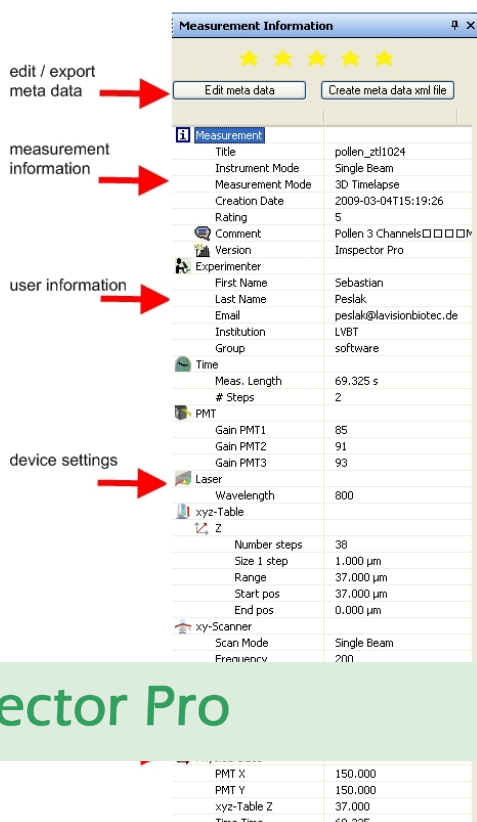 Measurement Information
edit / export
meta data
Edit meta data
Create meta data xml file
measurement
information
Measurement
Title pollen_ztl1024
Instrument Mode Single Beam
Measurement Mode 3D Timelapse
Creation Date 2009-03-04T15:19:26
Rating 5
Comment Pollen 3 Channels□□□□M
Version Imspector Pro
user information
Experimenter
First Name Sebastian
Last Name Peslak
Email peslak@lavisionbiotec.de
Institution LVBT
Group software
Time
Meas. Length 69.325 s
# Steps 2
PMT
Gain PMT1 85
Gain PMT2 91
Gain PMT3 93
device settings
Laser
Wavelength 800
xyz-Table
Z
Number steps 38
Size 1 step 1.000 µm
Range 37.000 µm
Start pos 37.000 µm
End pos 0.000 µm
xy-Scanner
Scan Mode Single Beam
Frequency 200
ector Pro
PMT X 150.000
PMT Y 150.000
xyz-Table Z 37.000
Time Time 69.325